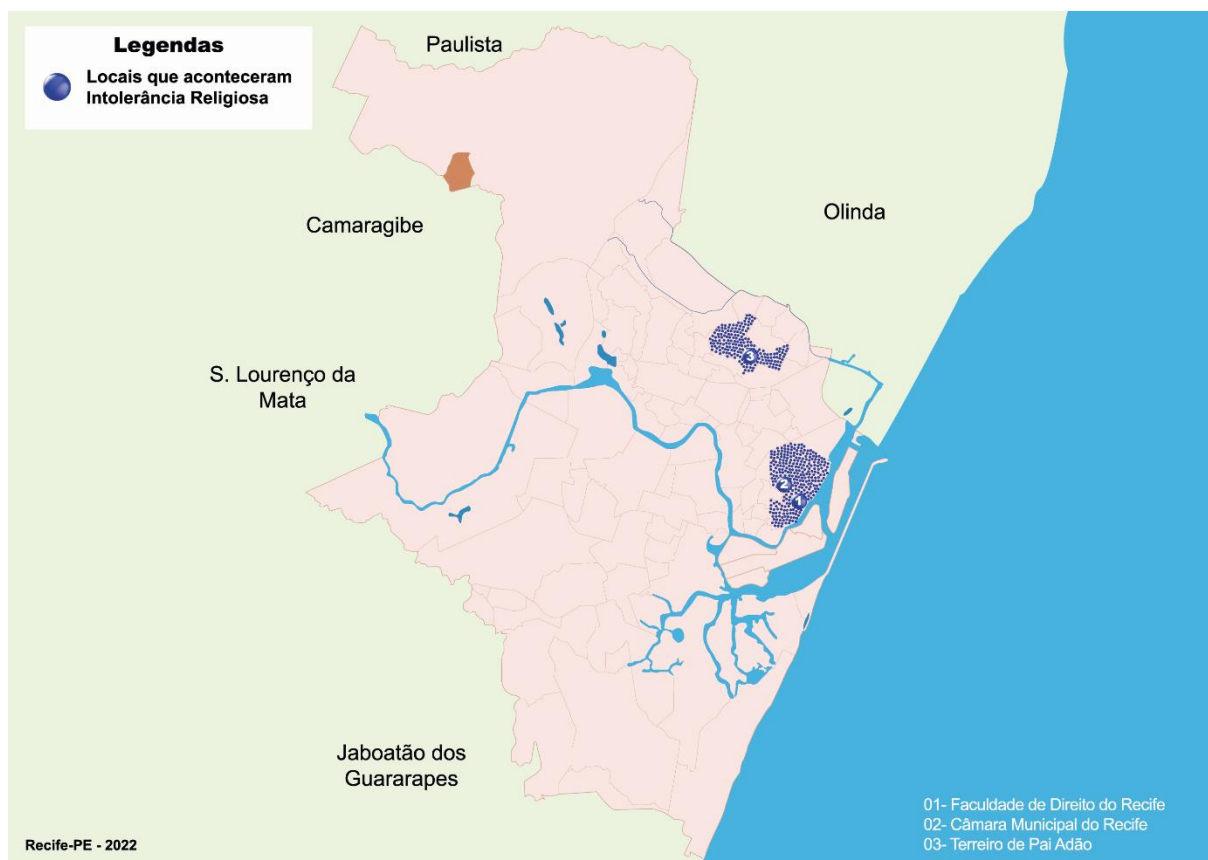 Legendas
Locais que aconteceram
Intolerância Religiosa
Paulista
Camaragibe
Olinda
S. Lourenço da
Mata
3
2
1
Jaboatão dos
Guararapes
01- Faculdade de Direito do Recife
02- Câmara Municipal do Recife
03- Terreiro de Pai Adão
Recife-PE - 2022